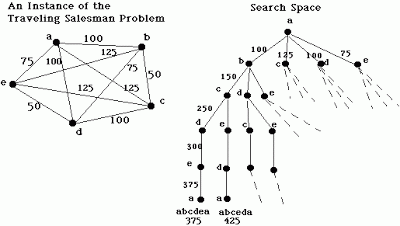 An Instance of the
Traveling Salesman Problem
Search Space
a
100
b
125
75
100
75
125
50
e
125
50
100
c
d
a
100
125
100
75
b
c
d
e
150
c
d
e
250
d
e
c
e
300
e
d
375
a
a
abcdea
abceda
375
425